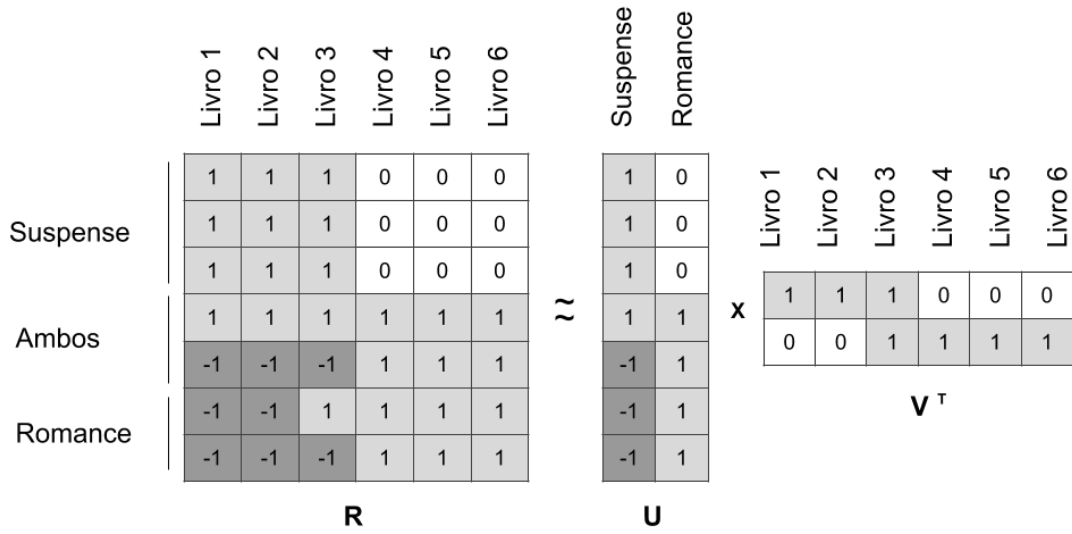 Livro 1 Livro 2 Livro 3 Livro 4 Livro 5 Livro 6
Suspense Romance
Livro 1 Livro 2 Livro 3 Livro 4 Livro 5 Livro 6
Suspense
Ambos
Romance
1 1 1 0 0 0
1 1 1 0 0 0
1 1 1 0 0 0
1 1 1 1 1 1
-1 -1 -1 1 1 1
-1 -1 1 1 1 1
-1 -1 -1 1 1 1
R
≈
1 0
1 0
1 0
1 1
-1 1
-1 1
-1 1
U
x
1 1 1 0 0 0
0 0 1 1 1 1
V T